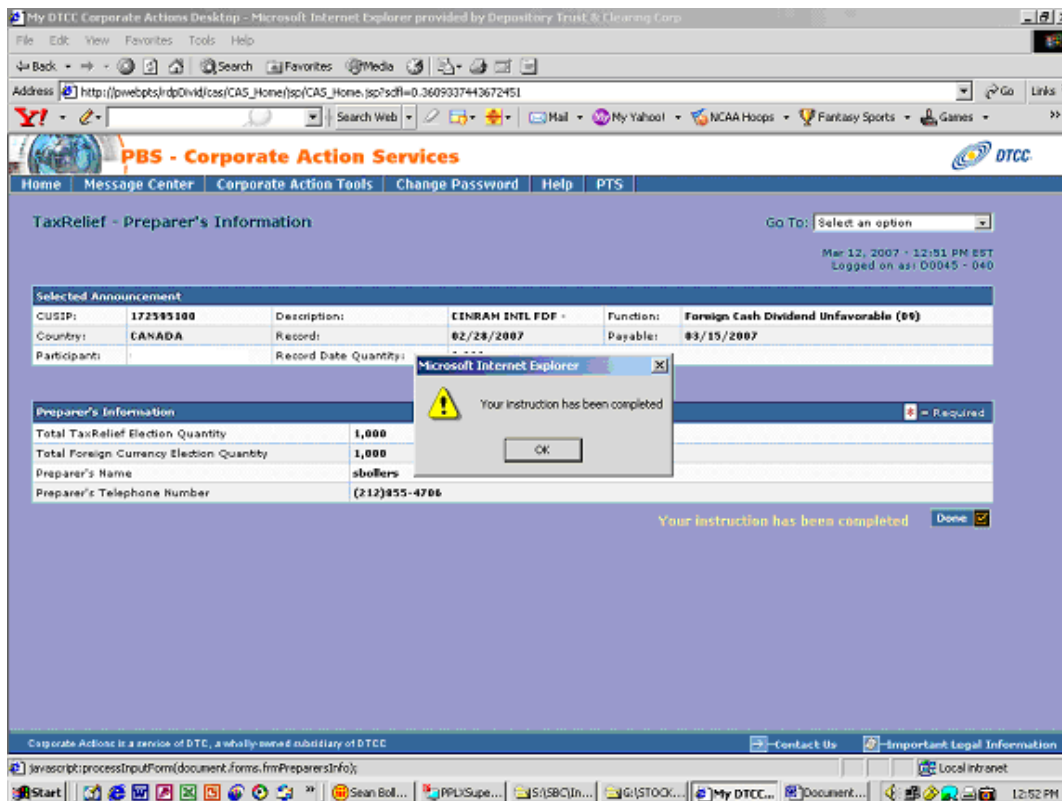 My DTCC Corporate Actions Desktop - Microsoft Internet Explorer provided by Depository Trust & Clearing Corp
File Edit View Favorites Tools Help
Back Search Favorites Media
Address http://pwebpts/rdpDivid/cas/CAS_Home/jsp/CAS_Home.jsp?sdfl=0.3609337443672451 Go Links
Y! Search Web Mail My Yahoo! NCAA Hoops Fantasy Sports Games »
PBS - Corporate Action Services DTCC
Home Message Center Corporate Action Tools Change Password Help PTS
TaxRelief - Preparer's Information Go To: Select an option
Mar 12, 2007 - 12:51 PM EST
Logged on as: D0045 - 040
Selected Announcement
CUSIP: 172595100 Description: CINRAM INTL FDF - Function: Foreign Cash Dividend Unfavorable (09)
Country: CANADA Record: 02/28/2007 Payable: 03/15/2007
Participant: Record Date Quantity:
Microsoft Internet Explorer
Your instruction has been completed
OK
Preparer's Information * = Required
Total TaxRelief Election Quantity 1,000
Total Foreign Currency Election Quantity 1,000
Preparer's Name sbollers
Preparer's Telephone Number (212)855-4706
Your instruction has been completed Done
Corporate Actions is a service of DTC, a wholly-owned subsidiary of DTCC Contact Us Important Legal Information
javascript:processInputForm(document.forms.frmPreparersInfo); Local intranet
Start » Sean Bol... PPLX\Supe... S:\(SBC\In... G:\STOCK... My DTCC... Document... 12:52 PM